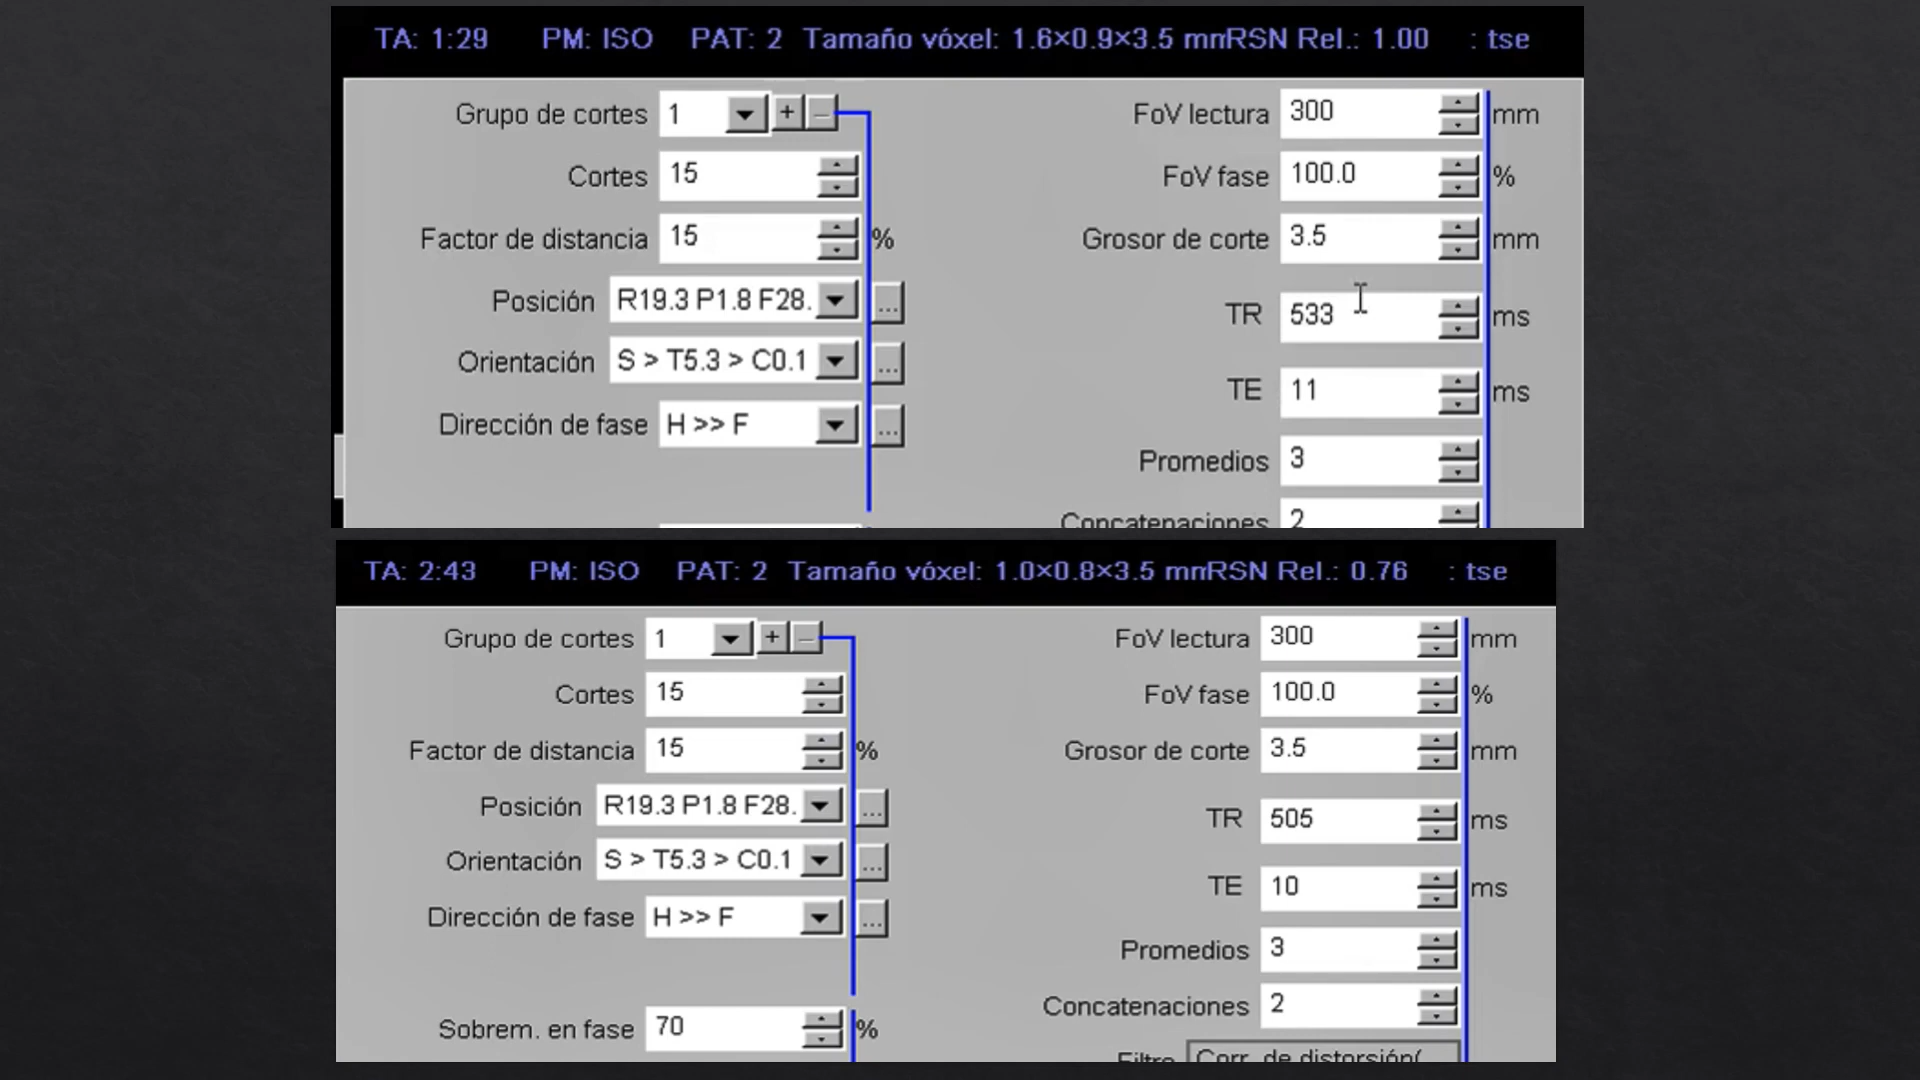 TA: 1:29 PM: ISO PAT: 2 Tamaño vóxel: 1.6×0.9×3.5 mmRSN Rel.: 1.00 : tse
Grupo de cortes 1 + –
Cortes 15
Factor de distancia 15 %
Posición R19.3 P1.8 F28. ...
Orientación S > T5.3 > C0.1 ...
Dirección de fase H >> F ...
FoV lectura 300 mm
FoV fase 100.0 %
Grosor de corte 3.5 mm
TR 533 ms
TE 11 ms
Promedios 3
Concatenaciones 2
TA: 2:43 PM: ISO PAT: 2 Tamaño vóxel: 1.0×0.8×3.5 mmRSN Rel.: 0.76 : tse
Grupo de cortes 1 + –
Cortes 15
Factor de distancia 15 %
Posición R19.3 P1.8 F28. ...
Orientación S > T5.3 > C0.1 ...
Dirección de fase H >> F ...
Sobrem. en fase 70 %
FoV lectura 300 mm
FoV fase 100.0 %
Grosor de corte 3.5 mm
TR 505 ms
TE 10 ms
Promedios 3
Concatenaciones 2
Filtro Corr. de distorsión(